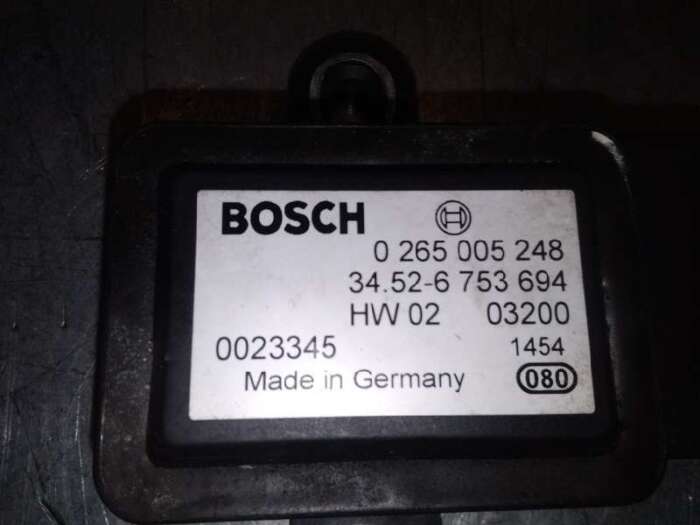 BOSCH
0 265 005 248
34.52-6 753 694
HW 02 03200
0023345 1454
Made in Germany 080